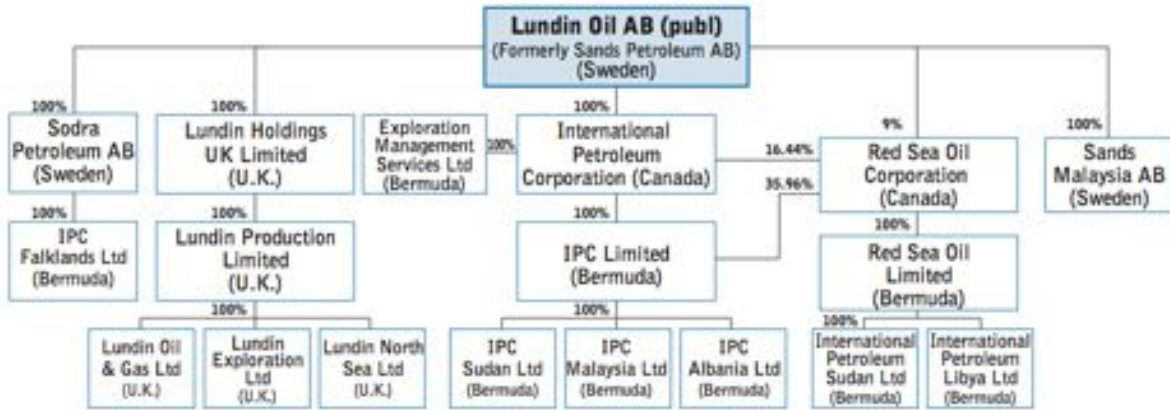 Lundin Oil AB (publ)
(Formerly Sands Petroleum AB)
(Sweden)
100%
100%
100%
9%
100%
Sodra
Petroleum AB
(Sweden)
Lundin Holdings
UK Limited
(U.K.)
Exploration
Management
Services Ltd
(Bermuda)
100%
International
Petroleum
Corporation (Canada)
16.44%
35.96%
Red Sea Oil
Corporation
(Canada)
Sands
Malaysia AB
(Sweden)
100%
100%
100%
100%
IPC
Falklands Ltd
(Bermuda)
Lundin Production
Limited
(U.K.)
IPC Limited
(Bermuda)
Red Sea Oil
Limited
(Bermuda)
100%
100%
100%
Lundin Oil
& Gas Ltd
(U.K.)
Lundin
Exploration
Ltd
(U.K.)
Lundin North
Sea Ltd
(U.K.)
IPC
Sudan Ltd
(Bermuda)
IPC
Malaysia Ltd
(Bermuda)
IPC
Albania Ltd
(Bermuda)
International
Petroleum
Sudan Ltd
(Bermuda)
International
Petroleum
Libya Ltd
(Bermuda)